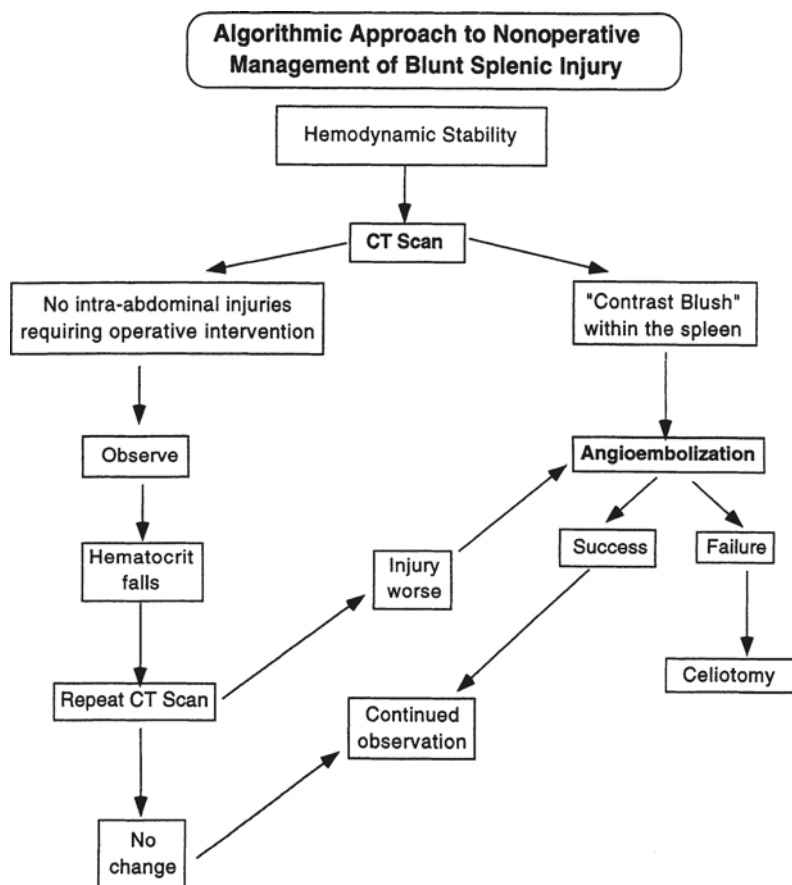 Algorithmic Approach to Nonoperative
Management of Blunt Splenic Injury
Hemodynamic Stability
CT Scan
No intra-abdominal injuries
requiring operative intervention
"Contrast Blush"
within the spleen
Observe
Angioembolization
Hematocrit
falls
Injury
worse
Success
Failure
Repeat CT Scan
Continued
observation
Celiotomy
No
change